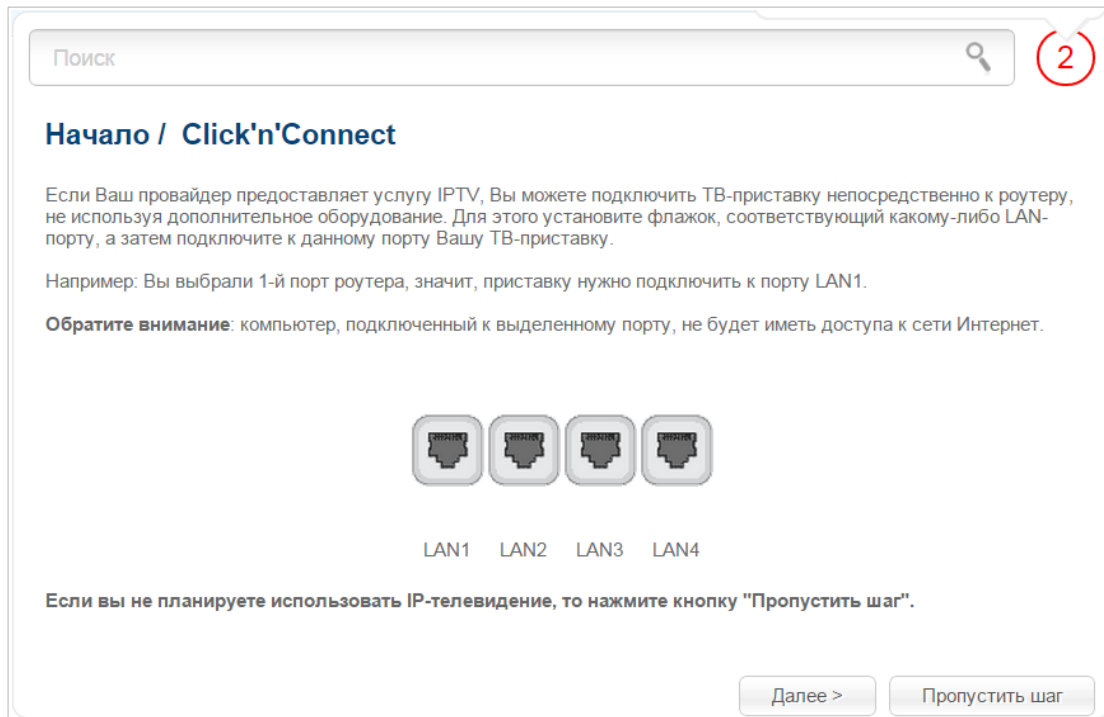 Поиск
2
Начало / Click'n'Connect
Если Ваш провайдер предоставляет услугу IPTV, Вы можете подключить ТВ-приставку непосредственно к роутеру,
не используя дополнительное оборудование. Для этого установите флажок, соответствующий какому-либо LAN-
порту, а затем подключите к данному порту Вашу ТВ-приставку.
Например: Вы выбрали 1-й порт роутера, значит, приставку нужно подключить к порту LAN1.
Обратите внимание: компьютер, подключенный к выделенному порту, не будет иметь доступа к сети Интернет.
LAN1 LAN2 LAN3 LAN4
Если вы не планируете использовать IP-телевидение, то нажмите кнопку "Пропустить шаг".
Далее > Пропустить шаг